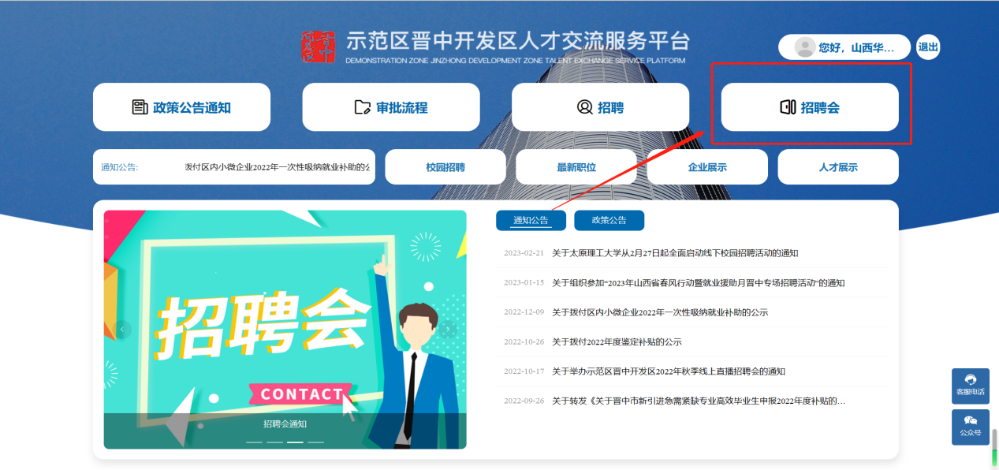 示范区晋中开发区人才交流服务平台
DEMONSTRATION ZONE JINZHONG DEVELOPMENT ZONE TALENT EXCHANGE SERVICE PLATFORM
您好，山西华...
退出
政策公告通知
审批流程
招聘
招聘会
通知公告:
拨付区内小微企业2022年一次性吸纳就业补助的公
校园招聘
最新职位
企业展示
人才展示
招聘会
CONTACT
招聘会通知
通知公告
政策公告
2023-02-21 关于太原理工大学从2月27日起全面启动线下校园招聘活动的通知
2023-01-15 关于组织参加“2023年山西省春风行动暨就业援助月晋中专场招聘活动”的通知
2022-12-09 关于拨付区内小微企业2022年一次性吸纳就业补助的公示
2022-10-26 关于拨付2022年度鉴定补贴的公示
2022-10-17 关于举办示范区晋中开发区2022年秋季线上直播招聘会的通知
2022-09-26 关于转发《关于晋中市新引进急需紧缺专业高效毕业生申报2022年度补贴的...
客服电话
公众号